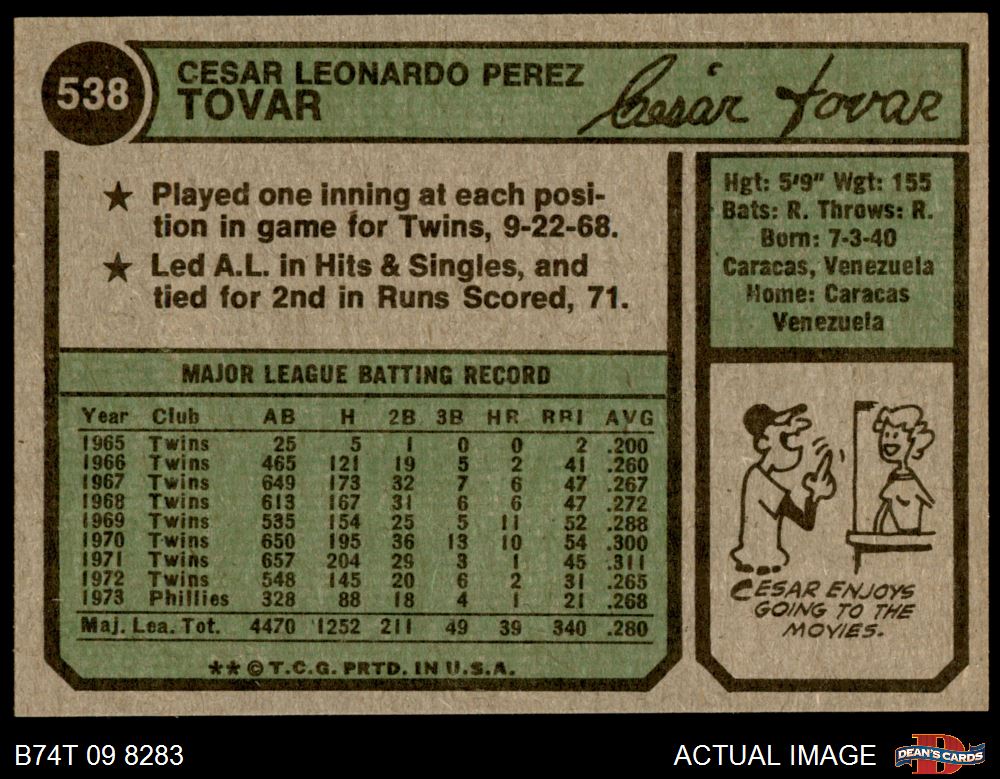 538
CESAR LEONARDO PEREZ
TOVAR
Cesár Tovar
★ Played one inning at each posi-
tion in game for Twins, 9-22-68.
★ Led A.L. in Hits & Singles, and
tied for 2nd in Runs Scored, 71.
Hgt: 5'9" Wgt: 155
Bats: R. Throws: R.
Born: 7-3-40
Caracas, Venezuela
Home: Caracas
Venezuela
MAJOR LEAGUE BATTING RECORD
Year Club AB H 2B 3B HR RBI AVG
1965 Twins 25 5 1 0 0 2 .200
1966 Twins 465 121 19 5 2 41 .260
1967 Twins 649 173 32 7 6 47 .267
1968 Twins 613 167 31 6 6 47 .272
1969 Twins 535 154 25 5 11 52 .288
1970 Twins 650 195 36 13 10 54 .300
1971 Twins 657 204 29 3 1 45 .311
1972 Twins 548 145 20 6 2 31 .265
1973 Phillies 328 88 18 4 1 21 .268
Maj. Lea. Tot. 4470 1252 211 49 39 340 .280
** © T.C.G. PRTD. IN U.S.A.
CESAR ENJOYS
GOING TO THE
MOVIES.
B74T 09 8283
ACTUAL IMAGE
D
DEAN'S CARDS